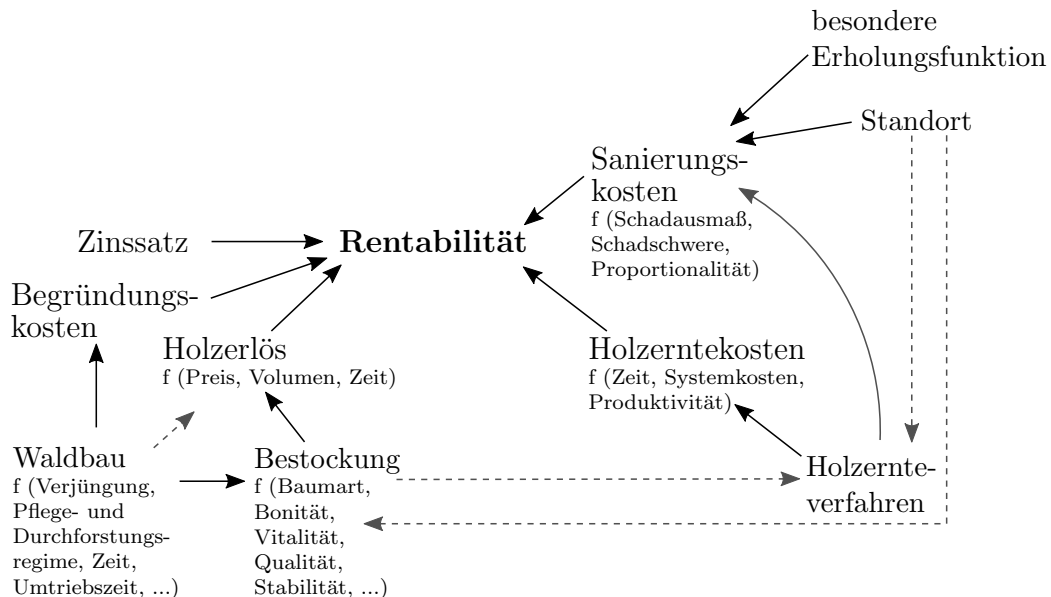 besondere
Erholungsfunktion
Standort
Sanierungs-
kosten
f (Schadausmaß,
Schadschwere,
Proportionalität)
Zinssatz
Rentabilität
Begründungs-
kosten
Holzerlös
f (Preis, Volumen, Zeit)
Holzerntekosten
f (Zeit, Systemkosten,
Produktivität)
Waldbau
f (Verjüngung,
Pflege- und
Durchforstungs-
regime, Zeit,
Umtriebszeit, ...)
Bestockung
f (Baumart,
Bonität,
Vitalität,
Qualität,
Stabilität, ...)
Holzernte-
verfahren